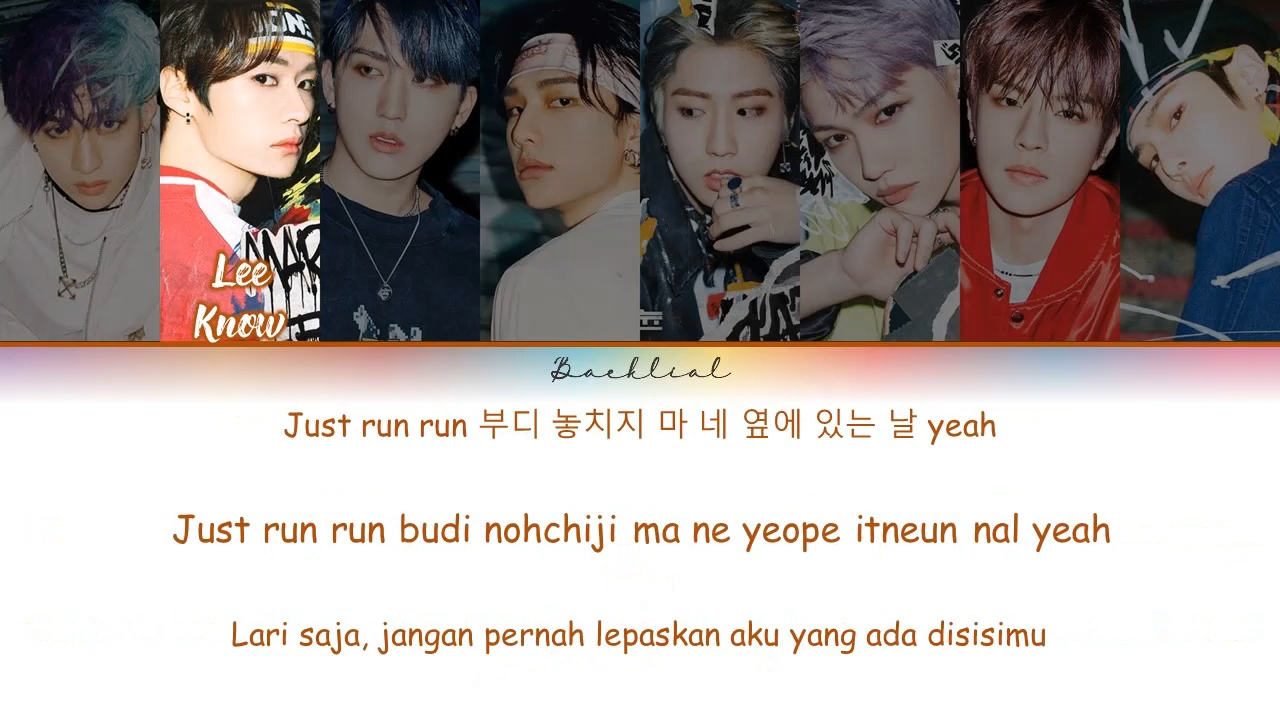 Lee
Know
Baeklial
Just run run 부디 놓치지 마 네 옆에 있는 날 yeah
Just run run budi nohchiji ma ne yeope itneun nal yeah
Lari saja, jangan pernah lepaskan aku yang ada disisimu